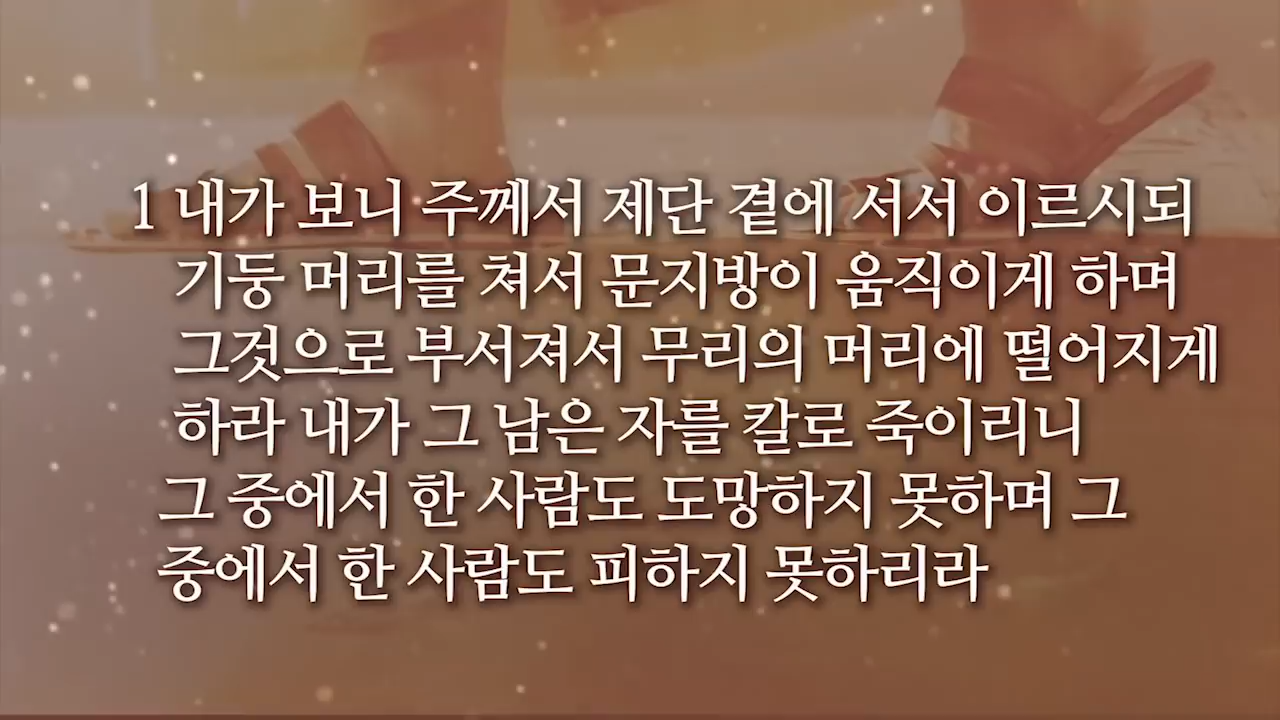 1 내가 보니 주께서 제단 곁에 서서 이르시되
기둥 머리를 쳐서 문지방이 움직이게 하며
그것으로 부서져서 무리의 머리에 떨어지게
하라 내가 그 남은 자를 칼로 죽이리니
그 중에서 한 사람도 도망하지 못하며 그
중에서 한 사람도 피하지 못하리라